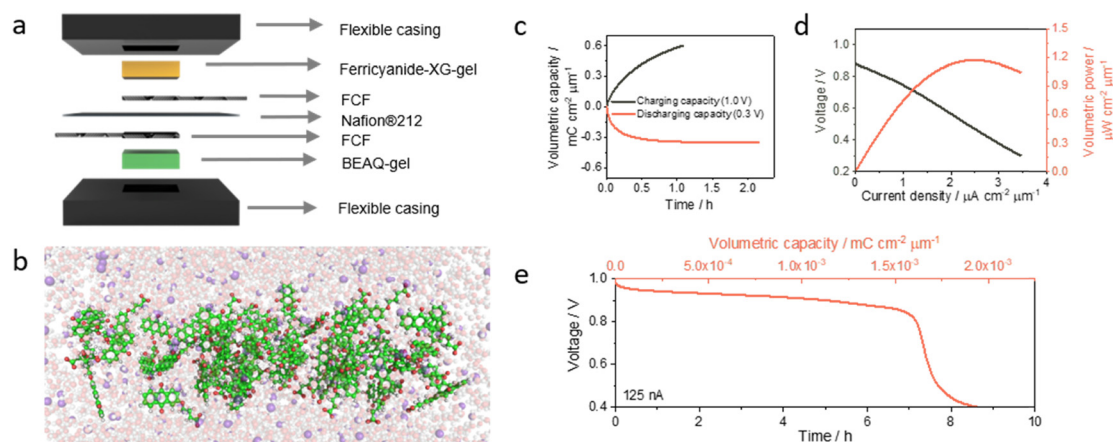 a
Flexible casing
Ferricyanide-XG-gel
FCF
Nafion®212
FCF
BEAQ-gel
Flexible casing
b
c
Volumetric capacity /
mC cm⁻² μm⁻¹
0.6
0.3
0.0
-0.3
-0.6
Charging capacity (1.0 V)
Discharging capacity (0.3 V)
0.0 0.5 1.0 1.5 2.0
Time / h
d
Voltage / V
1.0
0.8
0.6
0.4
0.2
0 1 2 3 4
Current density / μA cm⁻² μm⁻¹
1.5
1.2
0.9
0.6
0.3
0.0
Volumetric power /
μW cm⁻² μm⁻¹
e
Volumetric capacity / mC cm⁻² μm⁻¹
0.0 5.0x10⁻⁴ 1.0x10⁻³ 1.5x10⁻³ 2.0x10⁻³
Voltage / V
1.0
0.8
0.6
0.4
125 nA
0 2 4 6 8 10
Time / h